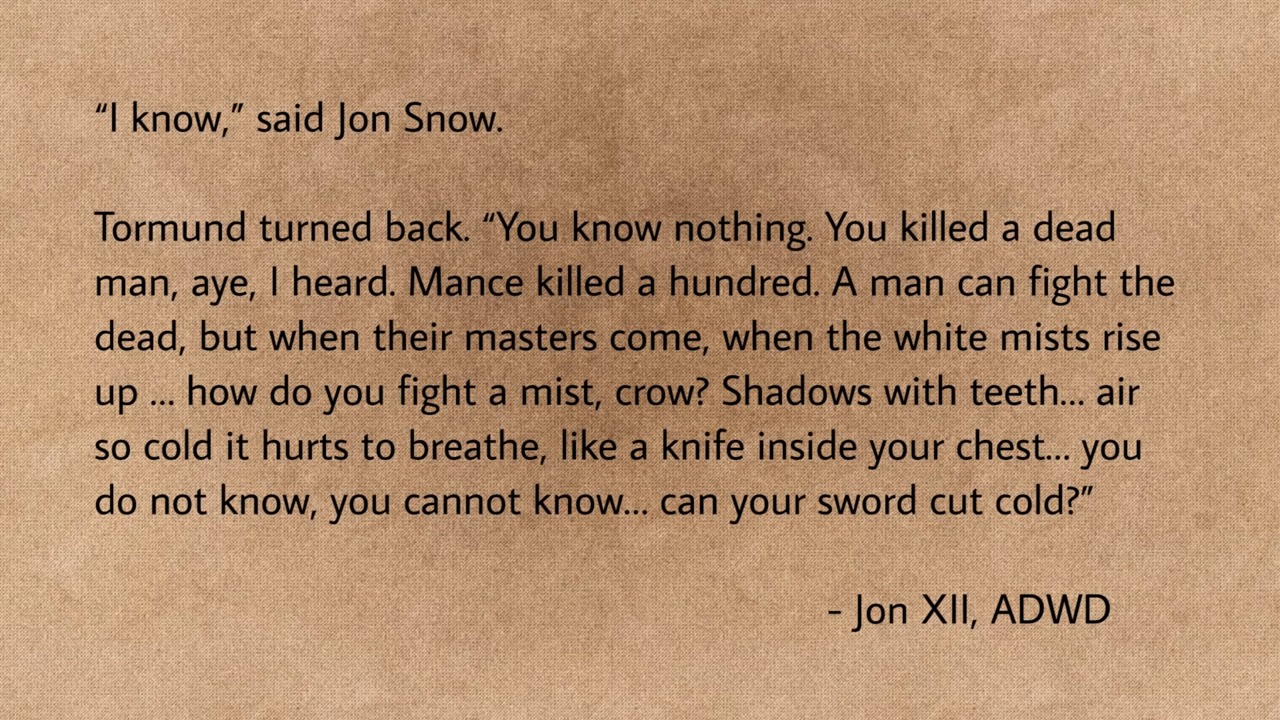 “I know,” said Jon Snow.
Tormund turned back. “You know nothing. You killed a dead
man, aye, I heard. Mance killed a hundred. A man can fight the
dead, but when their masters come, when the white mists rise
up ... how do you fight a mist, crow? Shadows with teeth... air
so cold it hurts to breathe, like a knife inside your chest... you
do not know, you cannot know... can your sword cut cold?”
- Jon XII, ADWD